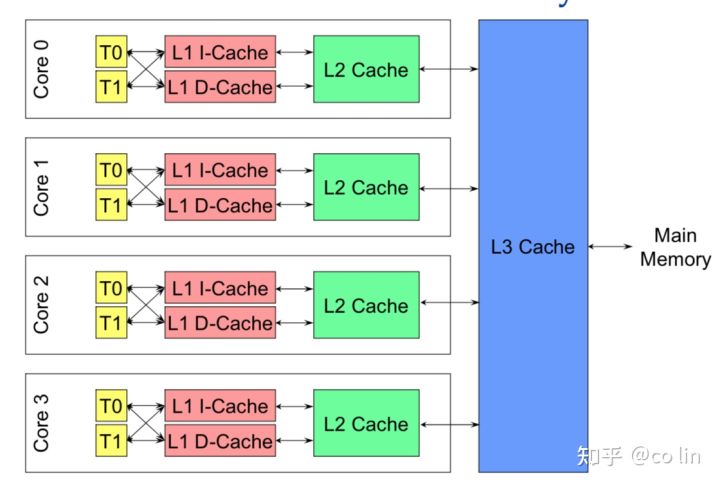 Core 0
T0
T1
L1 I-Cache
L1 D-Cache
L2 Cache
Core 1
T0
T1
L1 I-Cache
L1 D-Cache
L2 Cache
Core 2
T0
T1
L1 I-Cache
L1 D-Cache
L2 Cache
Core 3
T0
T1
L1 I-Cache
L1 D-Cache
L2 Cache
L3 Cache
Main
Memory
知乎 @co lin